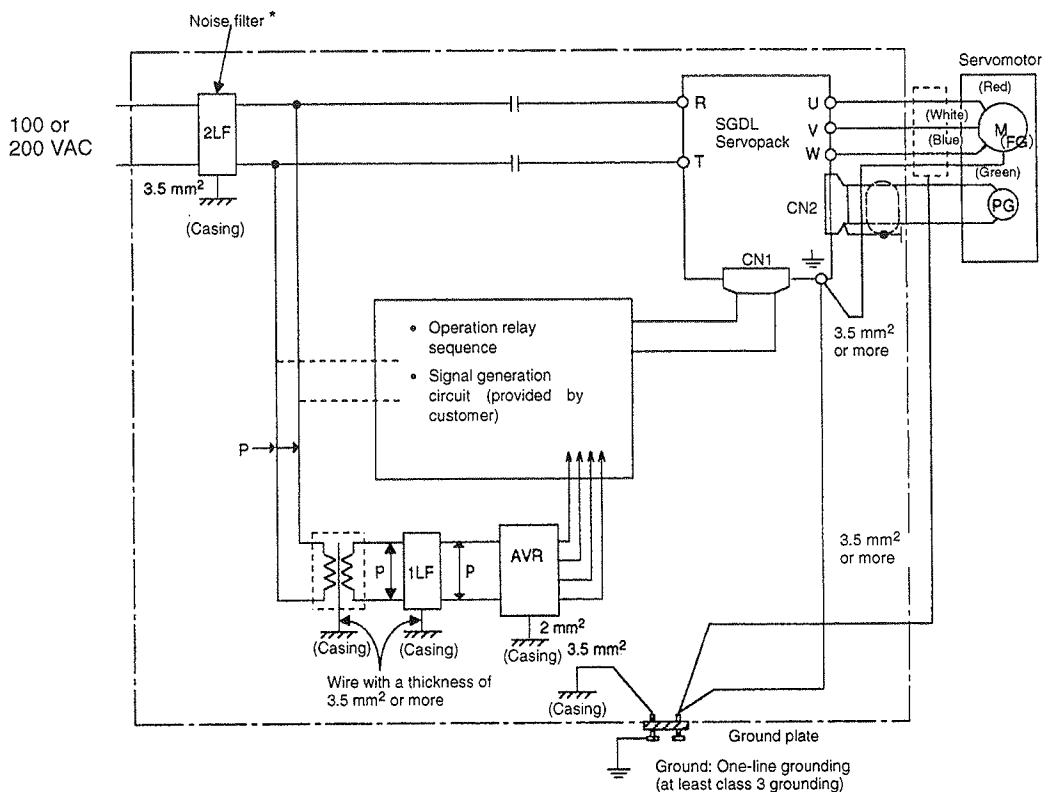 Noise filter *
Servomotor
(Red)
100 or
200 VAC
2LF
R
U
SGDL
Servopack
(White)
V
M
(FG)
(Blue)
W
T
3.5 mm²
(Green)
(Casing)
CN2
PG
CN1
• Operation relay
sequence
3.5 mm²
or more
• Signal generation
circuit (provided by
customer)
P
3.5 mm²
or more
AVR
P
1LF
P
2 mm²
(Casing)
(Casing)
(Casing)
3.5 mm²
Wire with a thickness of
3.5 mm² or more
(Casing)
Ground plate
Ground: One-line grounding
(at least class 3 grounding)